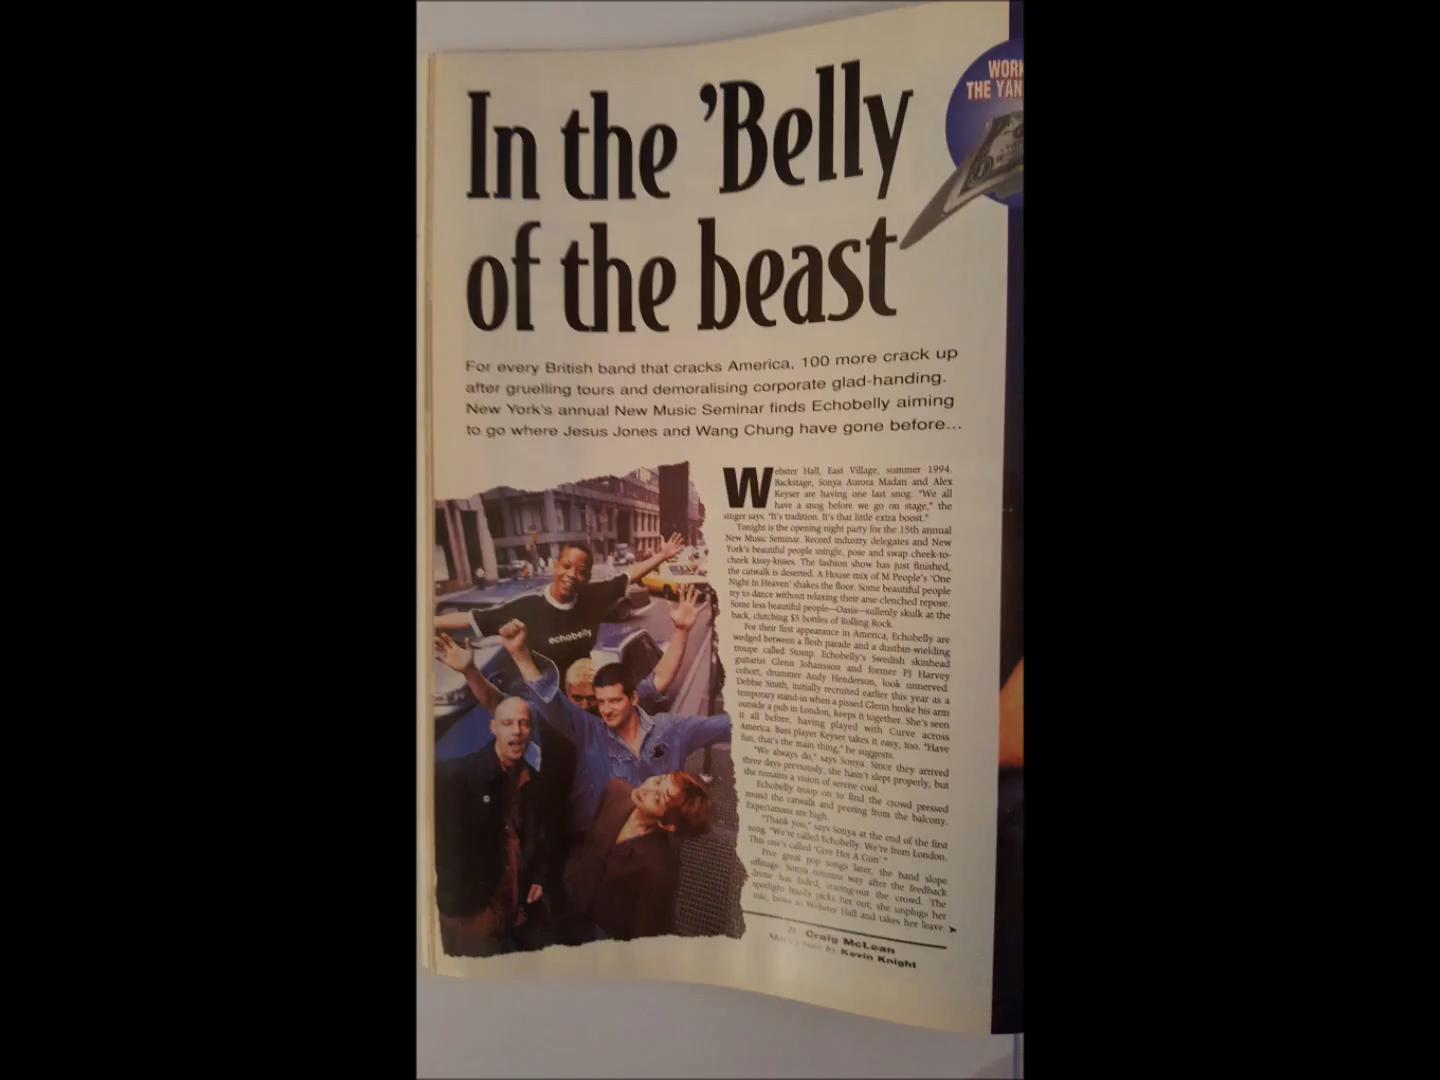 In the 'Belly
of the beast
WORK
THE YAN
For every British band that cracks America, 100 more crack up
after gruelling tours and demoralising corporate glad-handing.
New York's annual New Music Seminar finds Echobelly aiming
to go where Jesus Jones and Wang Chung have gone before...
echobelly
Webster Hall, East Village, summer 1994.
Backstage, Sonya Aurora Madan and Alex
Keyser are having one last snog. "We all
have a snog before we go on stage," the
singer says. "It's tradition. It's that little extra boost."
Tonight is the opening night party for the 15th annual
New Music Seminar. Record industry delegates and New
York's beautiful people mingle, pose and swap cheek-to-
cheek kissy-kisses. The fashion show has just finished,
the catwalk is deserted. A House mix of M People's 'One
Night In Heaven' shakes the floor. Some beautiful people
try to dance without relaxing their arse-clenched repose.
Some less beautiful people—Oasis—sullenly skulk at the
back, clutching $5 bottles of Rolling Rock.
For their first appearance in America, Echobelly are
wedged between a flesh parade and a dustbin-wielding
troupe called Stomp. Echobelly's Swedish skinhead
guitarist Glenn Johansson and former PJ Harvey
cohort, drummer Andy Henderson, look unnerved.
Debbie Smith, initially recruited earlier this year as a
temporary stand-in when a pissed Glenn broke his arm
outside a pub in London, keeps it together. She's seen
it all before, having played with Curve across
America. Bass player Keyser takes it easy, too. "Have
fun, that's the main thing," he suggests.
"We always do," says Sonya. Since they arrived
three days previously, she hasn't slept properly, but
she remains a vision of serene cool.
Echobelly troop on to find the crowd pressed
round the catwalk and peering from the balcony.
Expectations are high.
"Thank you," says Sonya at the end of the first
song. "We're called Echobelly. We're from London.
This one's called 'Give Her A Gun'."
Five great pop songs later, the band slope
offstage. Sonya remains way after the feedback
drone has faded, staring-out the crowd. The
spotlight finally picks her out; she unplugs her
mic, bows to Webster Hall and takes her leave. ➤
Craig McLean
by Kevin Knight